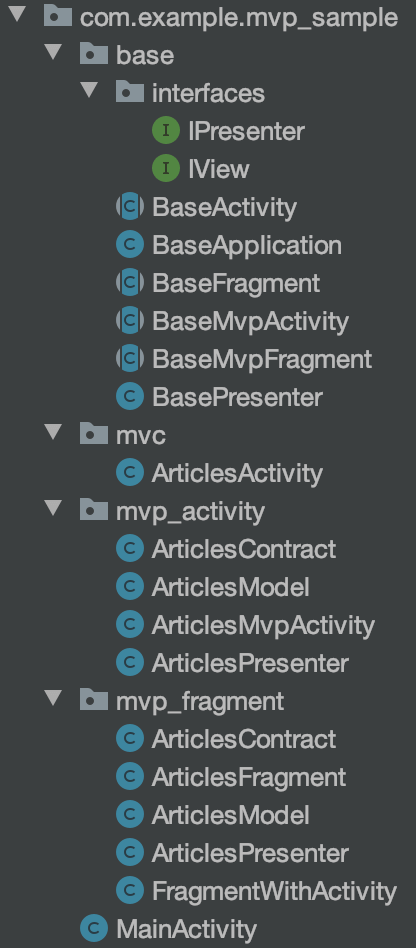 com.example.mvp_sample
base
interfaces
I IPresenter
I IView
C BaseActivity
C BaseApplication
C BaseFragment
C BaseMvpActivity
C BaseMvpFragment
C BasePresenter
mvc
C ArticlesActivity
mvp_activity
C ArticlesContract
C ArticlesModel
C ArticlesMvpActivity
C ArticlesPresenter
mvp_fragment
C ArticlesContract
C ArticlesFragment
C ArticlesModel
C ArticlesPresenter
C FragmentWithActivity
C MainActivity